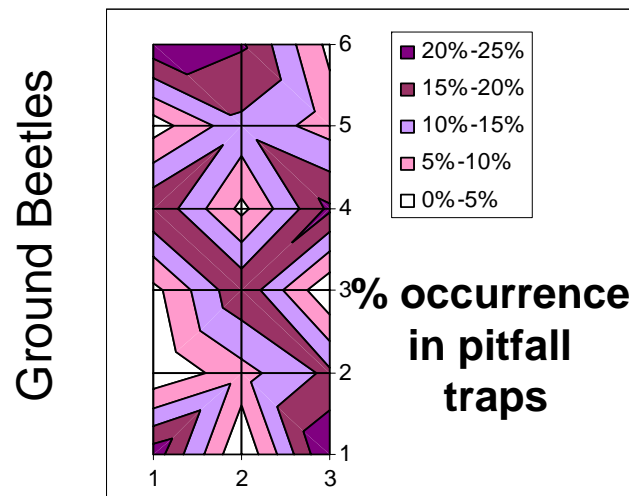 Ground Beetles
6
5
4
3
2
1
1 2 3
20%-25%
15%-20%
10%-15%
5%-10%
0%-5%
% occurrence
in pitfall
traps